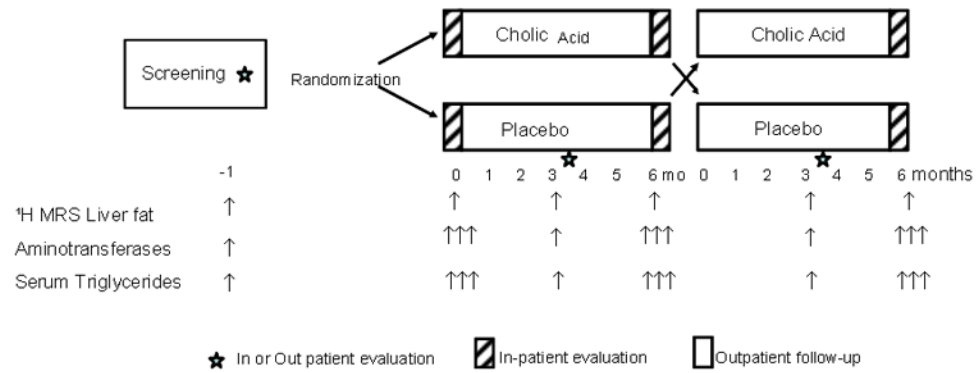 Cholic Acid Cholic Acid
Screening
Randomization
Placebo Placebo
-1 0 1 2 3 4 5 6 mo 0 1 2 3 4 5 6 months
¹H MRS Liver fat ↑ ↑ ↑ ↑ ↑ ↑
Aminotransferases ↑ ↑↑↑ ↑ ↑↑↑ ↑ ↑↑↑
Serum Triglycerides ↑ ↑↑↑ ↑ ↑↑↑ ↑ ↑↑↑
In or Out patient evaluation In-patient evaluation Outpatient follow-up